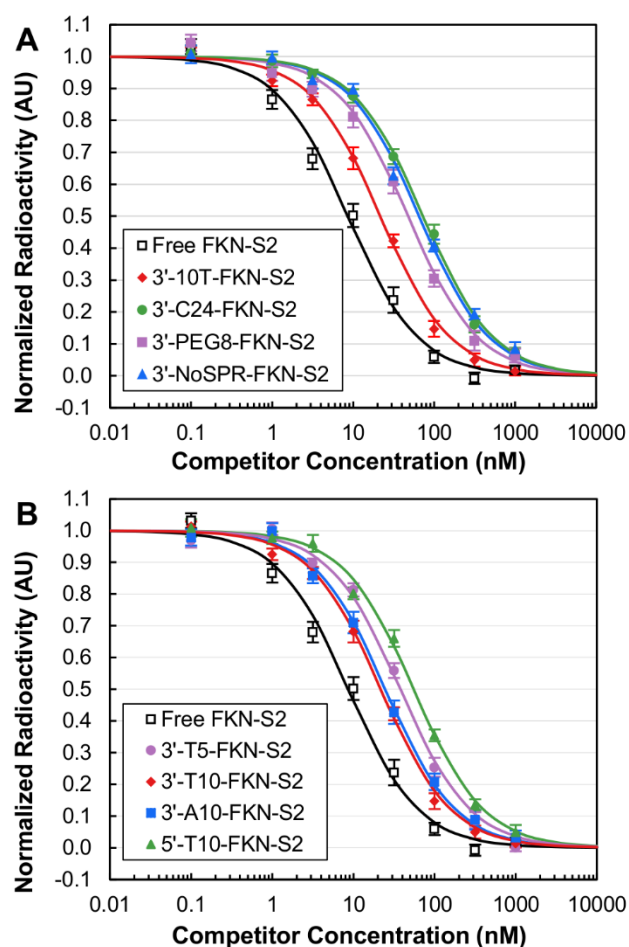 A
Normalized Radioactivity (AU)
1.1
1.0
0.9
0.8
0.7
0.6
0.5
0.4
0.3
0.2
0.1
0.0
-0.1
Free FKN-S2
3'-10T-FKN-S2
3'-C24-FKN-S2
3'-PEG8-FKN-S2
3'-NoSPR-FKN-S2
0.01 0.1 1 10 100 1000 10000
Competitor Concentration (nM)
B
Normalized Radioactivity (AU)
1.1
1.0
0.9
0.8
0.7
0.6
0.5
0.4
0.3
0.2
0.1
0.0
-0.1
Free FKN-S2
3'-T5-FKN-S2
3'-T10-FKN-S2
3'-A10-FKN-S2
5'-T10-FKN-S2
0.01 0.1 1 10 100 1000 10000
Competitor Concentration (nM)